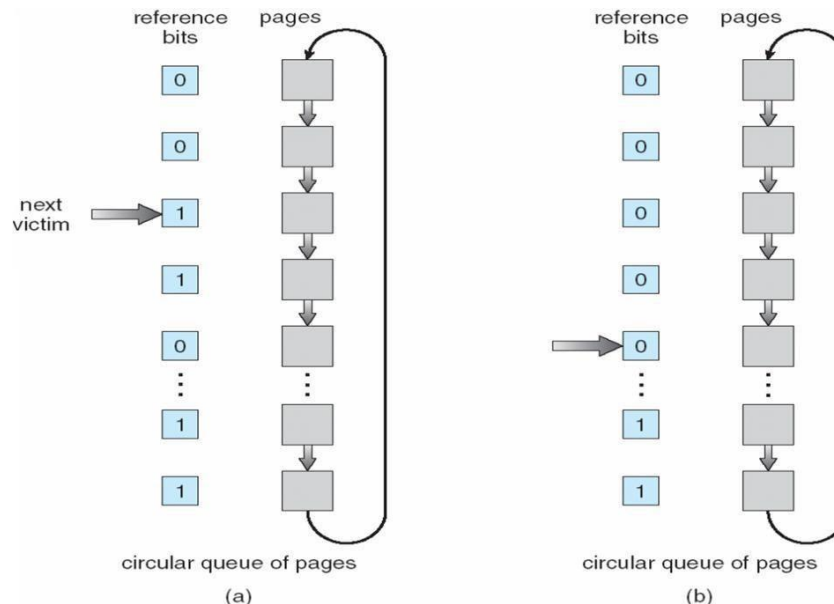 reference bits pages
0
0
next victim
1
1
0
1
1
circular queue of pages
(a)
reference bits pages
0
0
0
0
0
1
1
circular queue of pages
(b)